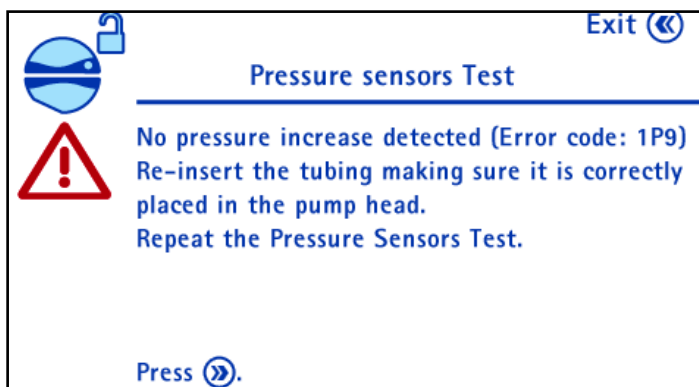 Exit
Pressure sensors Test
No pressure increase detected (Error code: 1P9)
Re-insert the tubing making sure it is correctly
placed in the pump head.
Repeat the Pressure Sensors Test.
Press .